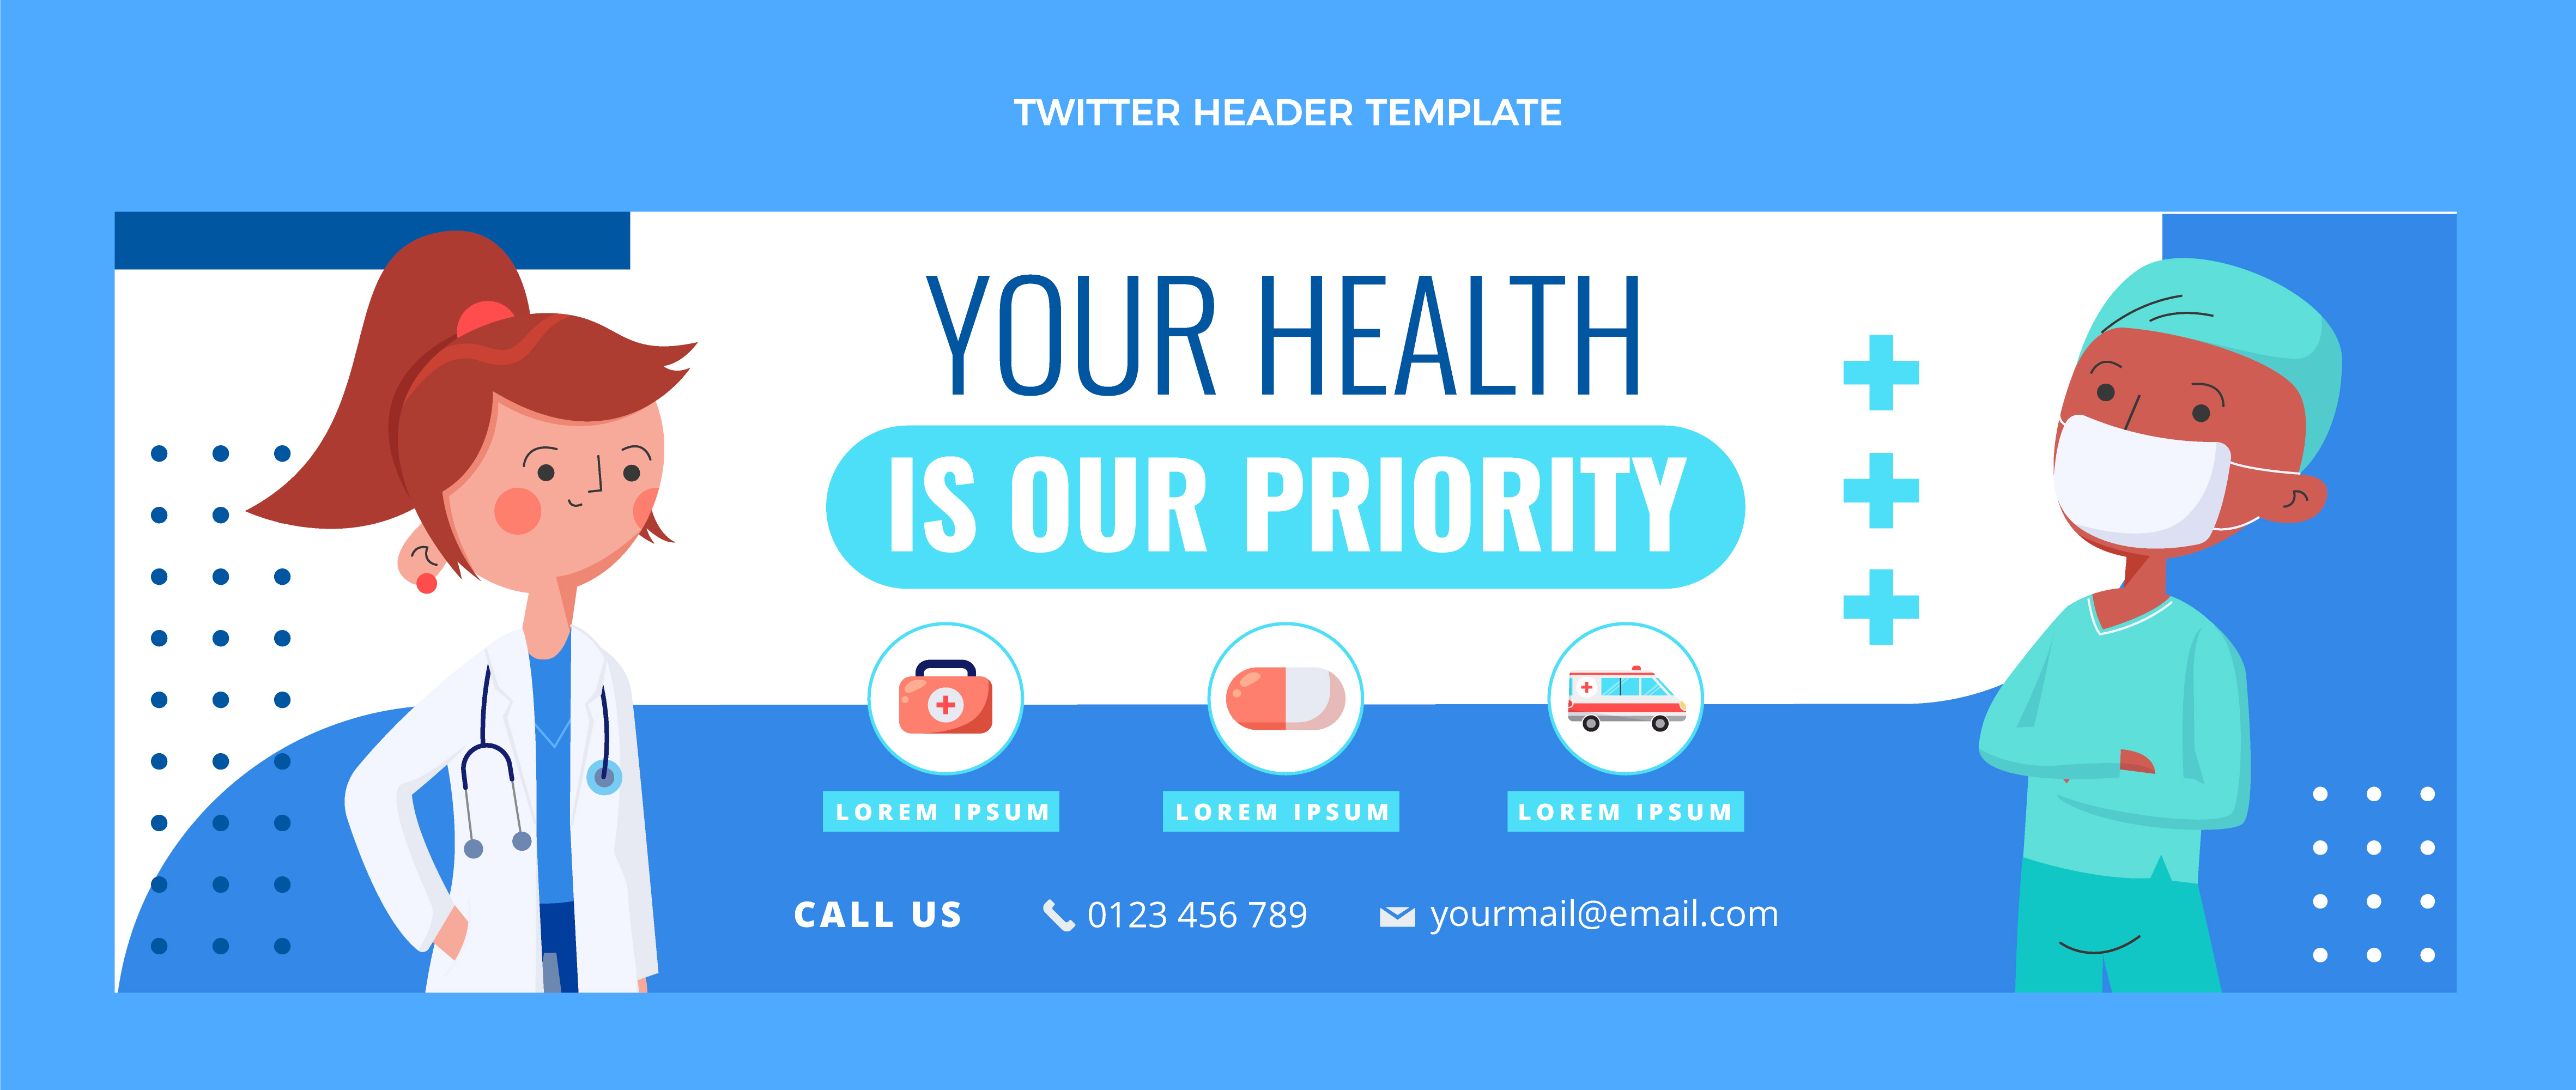 TWITTER HEADER TEMPLATE
YOUR HEALTH
IS OUR PRIORITY
LOREM IPSUM LOREM IPSUM LOREM IPSUM
CALL US 0123 456 789 yourmail@email.com